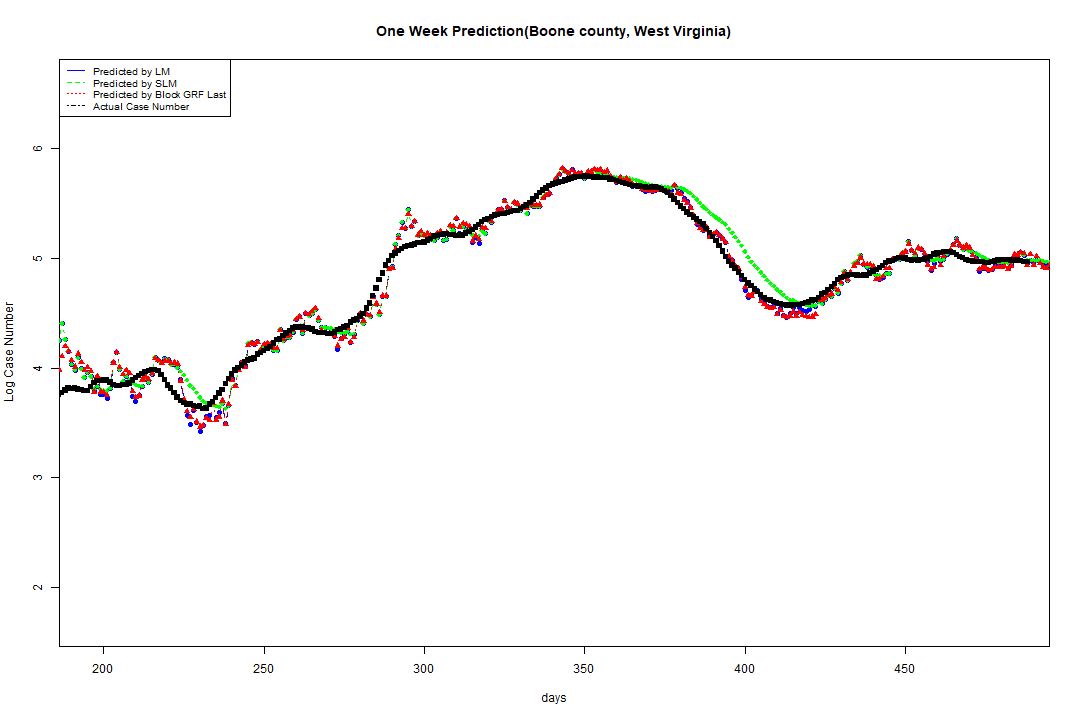 One Week Prediction(Boone county, West Virginia)
Predicted by LM
Predicted by SLM
Predicted by Block GRF Last
Actual Case Number
6
5
4
3
2
Log Case Number
200 250 300 350 400 450
days